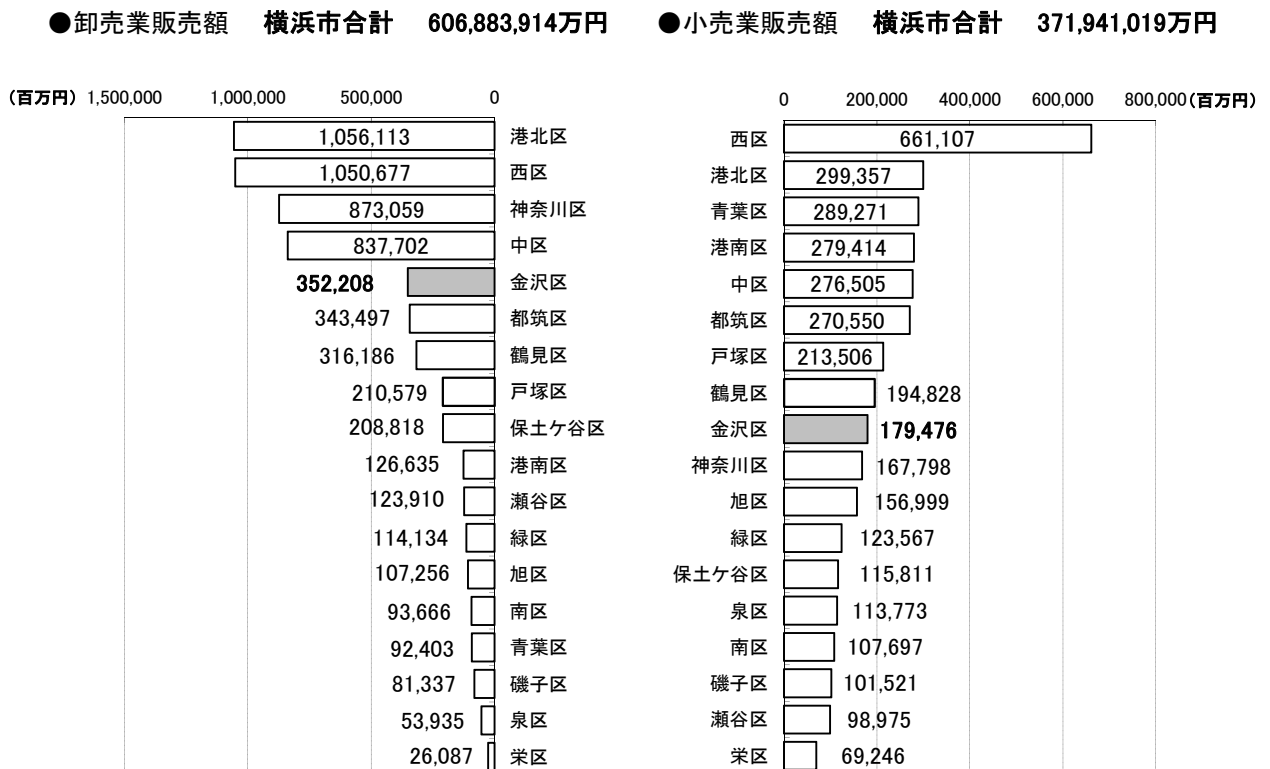 ●卸売業販売額 横浜市合計 606,883,914万円
(百万円) 1,500,000 1,000,000 500,000 0
1,056,113 港北区
1,050,677 西区
873,059 神奈川区
837,702 中区
352,208 金沢区
343,497 都筑区
316,186 鶴見区
210,579 戸塚区
208,818 保土ケ谷区
126,635 港南区
123,910 瀬谷区
114,134 緑区
107,256 旭区
93,666 南区
92,403 青葉区
81,337 磯子区
53,935 泉区
26,087 栄区
●小売業販売額 横浜市合計 371,941,019万円
0 200,000 400,000 600,000 800,000 (百万円)
西区 661,107
港北区 299,357
青葉区 289,271
港南区 279,414
中区 276,505
都筑区 270,550
戸塚区 213,506
鶴見区 194,828
金沢区 179,476
神奈川区 167,798
旭区 156,999
緑区 123,567
保土ケ谷区 115,811
泉区 113,773
南区 107,697
磯子区 101,521
瀬谷区 98,975
栄区 69,246